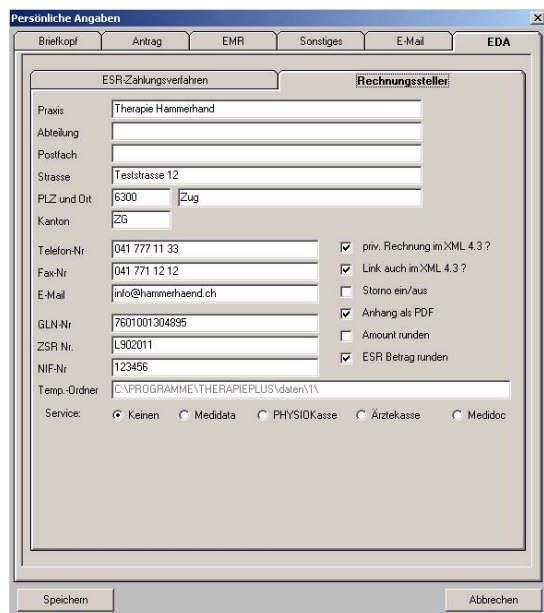 Persönliche Angaben
Briefkopf Antrag EMR Sonstiges E-Mail EDA
ESR-Zahlungsverfahren Rechnungssteller
Praxis Therapie Hammerhand
Abteilung
Postfach
Strasse Teststrasse 12
PLZ und Ort 6300 Zug
Kanton ZG
Telefon-Nr 041 777 11 33 priv. Rechnung im XML 4.3 ?
Fax-Nr 041 771 12 12 Link auch im XML 4.3 ?
E-Mail info@hammerhaend.ch Storno ein/aus
Anhang als PDF
GLN-Nr 7601001304895 Amount runden
ZSR Nr. L902011 ESR Betrag runden
NIF-Nr 123456
Temp.-Ordner C:\PROGRAMME\THERAPIEPLUS\daten\1\
Service: Keinen Medidata PHYSIOKasse Ärztekasse Medidoc
Speichern Abbrechen